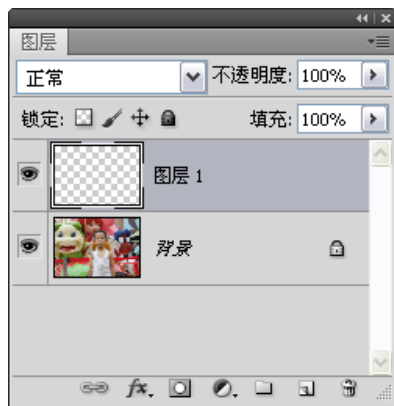 图层
正常 不透明度: 100%
锁定: 填充: 100%
图层 1
背景
fx.